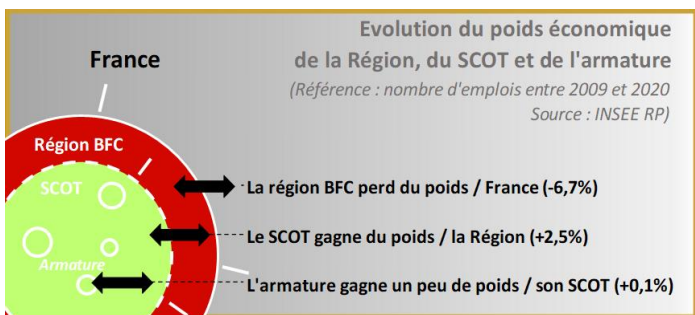 Evolution du poids économique
de la Région, du SCOT et de l'armature
(Référence : nombre d'emplois entre 2009 et 2020
Source : INSEE RP)
France
Région BFC
SCOT
Armature
La région BFC perd du poids / France (-6,7%)
Le SCOT gagne du poids / la Région (+2,5%)
L'armature gagne un peu de poids / son SCOT (+0,1%)